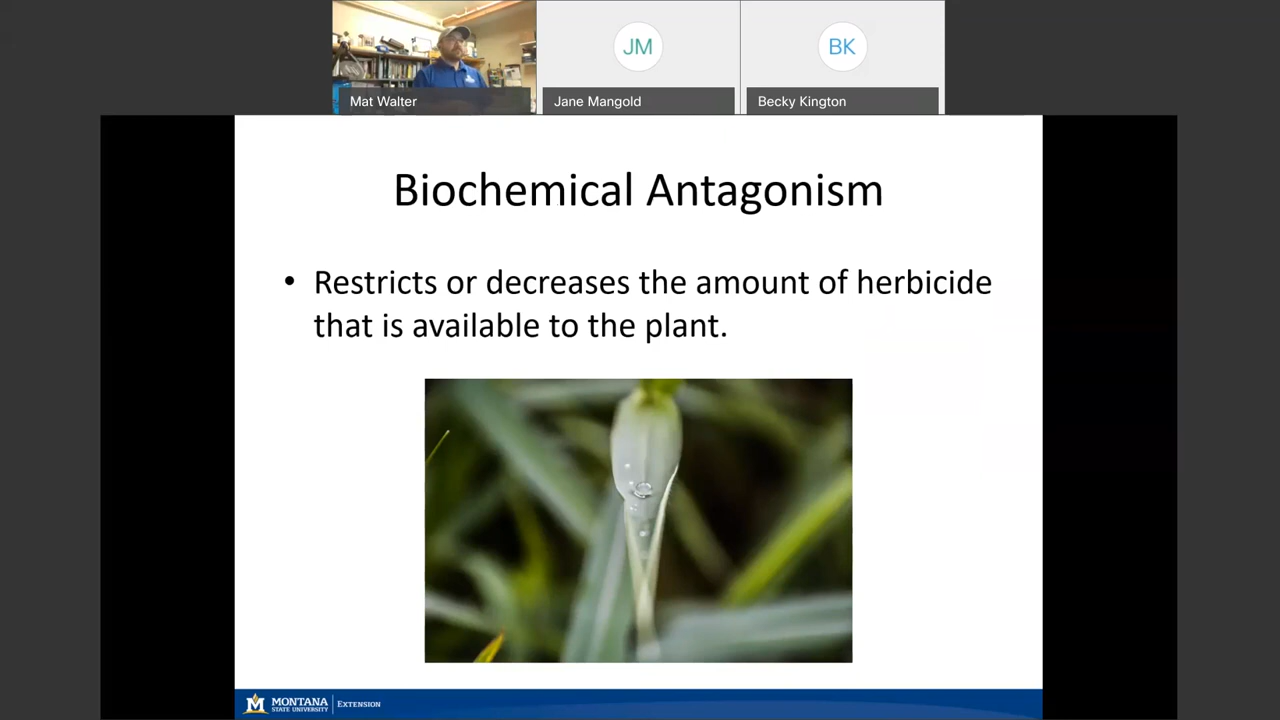 JM
BK
Mat Walter
Jane Mangold
Becky Kington
Biochemical Antagonism
• Restricts or decreases the amount of herbicide
that is available to the plant.
M
MONTANA
STATE UNIVERSITY
EXTENSION